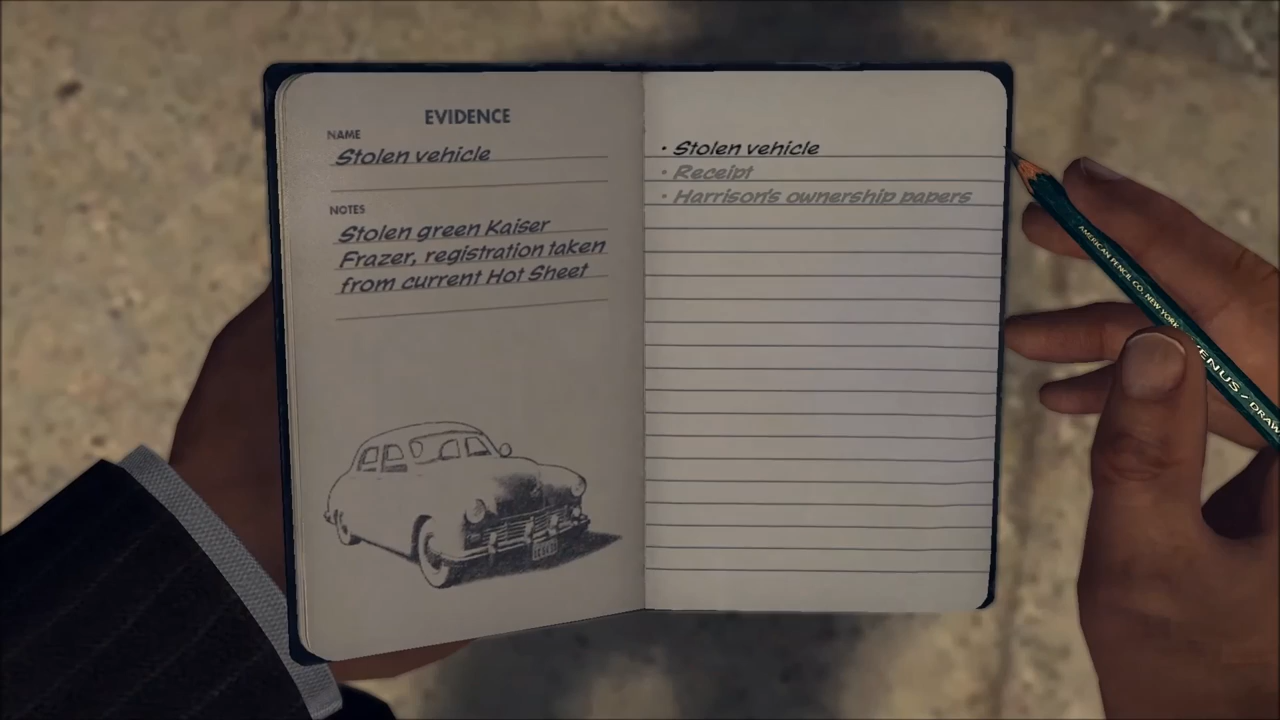 EVIDENCE
NAME
Stolen vehicle
NOTES
Stolen green Kaiser
Frazer, registration taken
from current Hot Sheet
• Stolen vehicle
• Receipt
• Harrison's ownership papers
AMERICAN PENCIL CO. NEW YORK
VENUS / DRAW